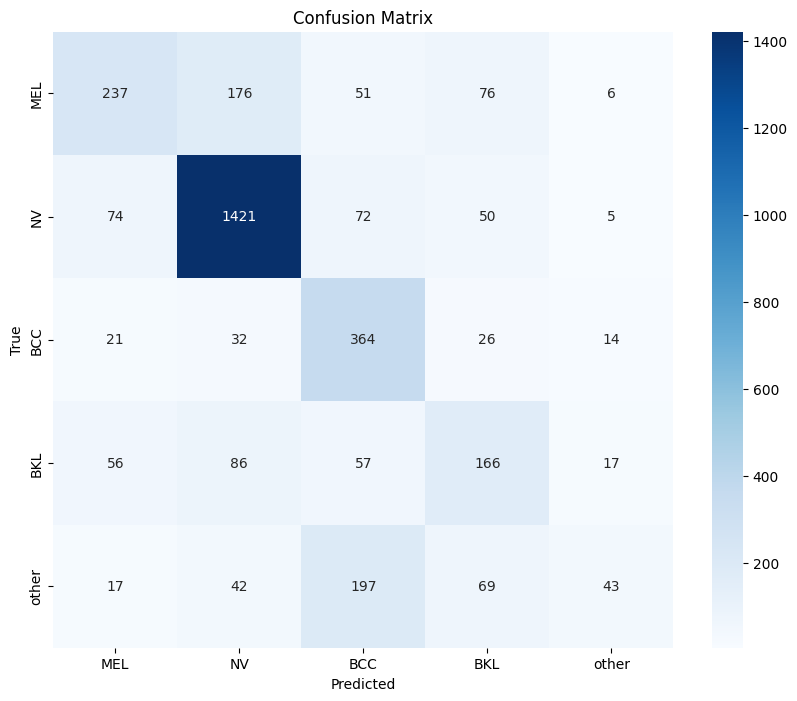 Confusion Matrix
True
MEL 237 176 51 76 6
NV 74 1421 72 50 5
BCC 21 32 364 26 14
BKL 56 86 57 166 17
other 17 42 197 69 43
MEL NV BCC BKL other
Predicted
1400
1200
1000
800
600
400
200